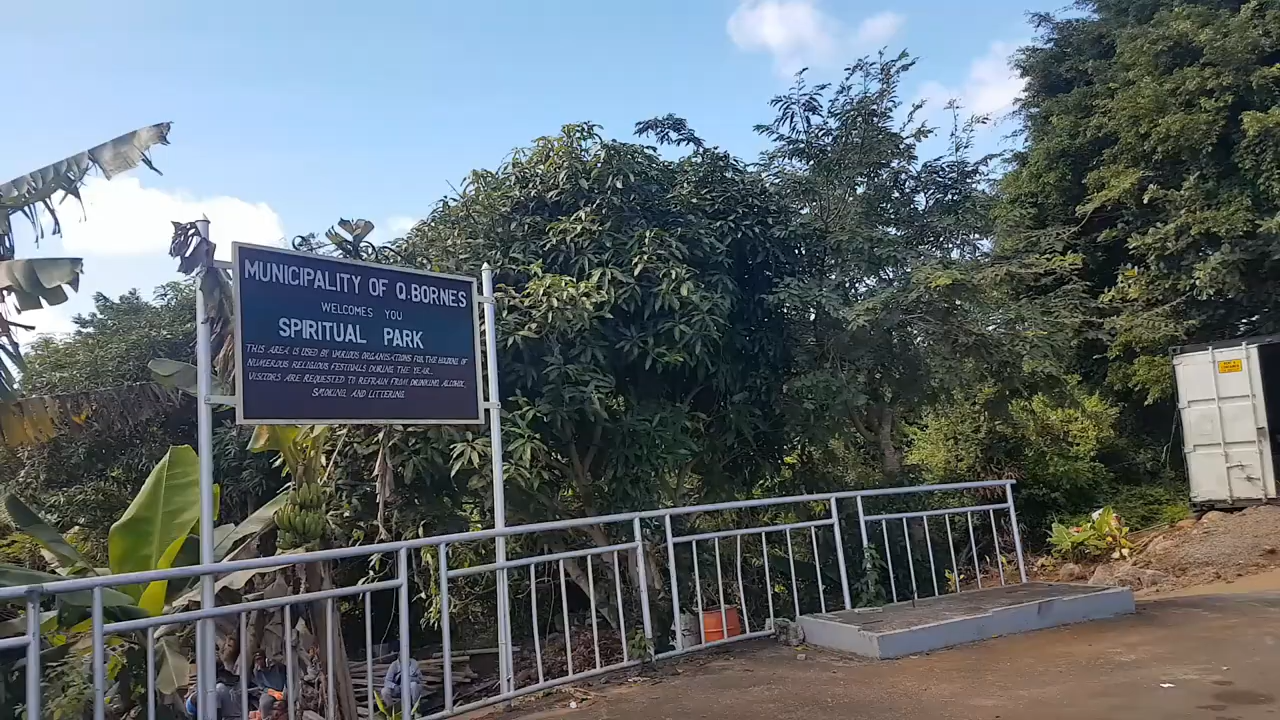 MUNICIPALITY OF Q.BORNES
WELCOMES YOU
SPIRITUAL PARK
THIS AREA IS USED BY VARIOUS ORGANISATIONS FOR THE HOLDING OF
NUMEROUS RELIGIOUS FESTIVALS DURING THE YEAR.
VISITORS ARE REQUESTED TO REFRAIN FROM DRINKING ALCOHOL,
SMOKING AND LITTERING.